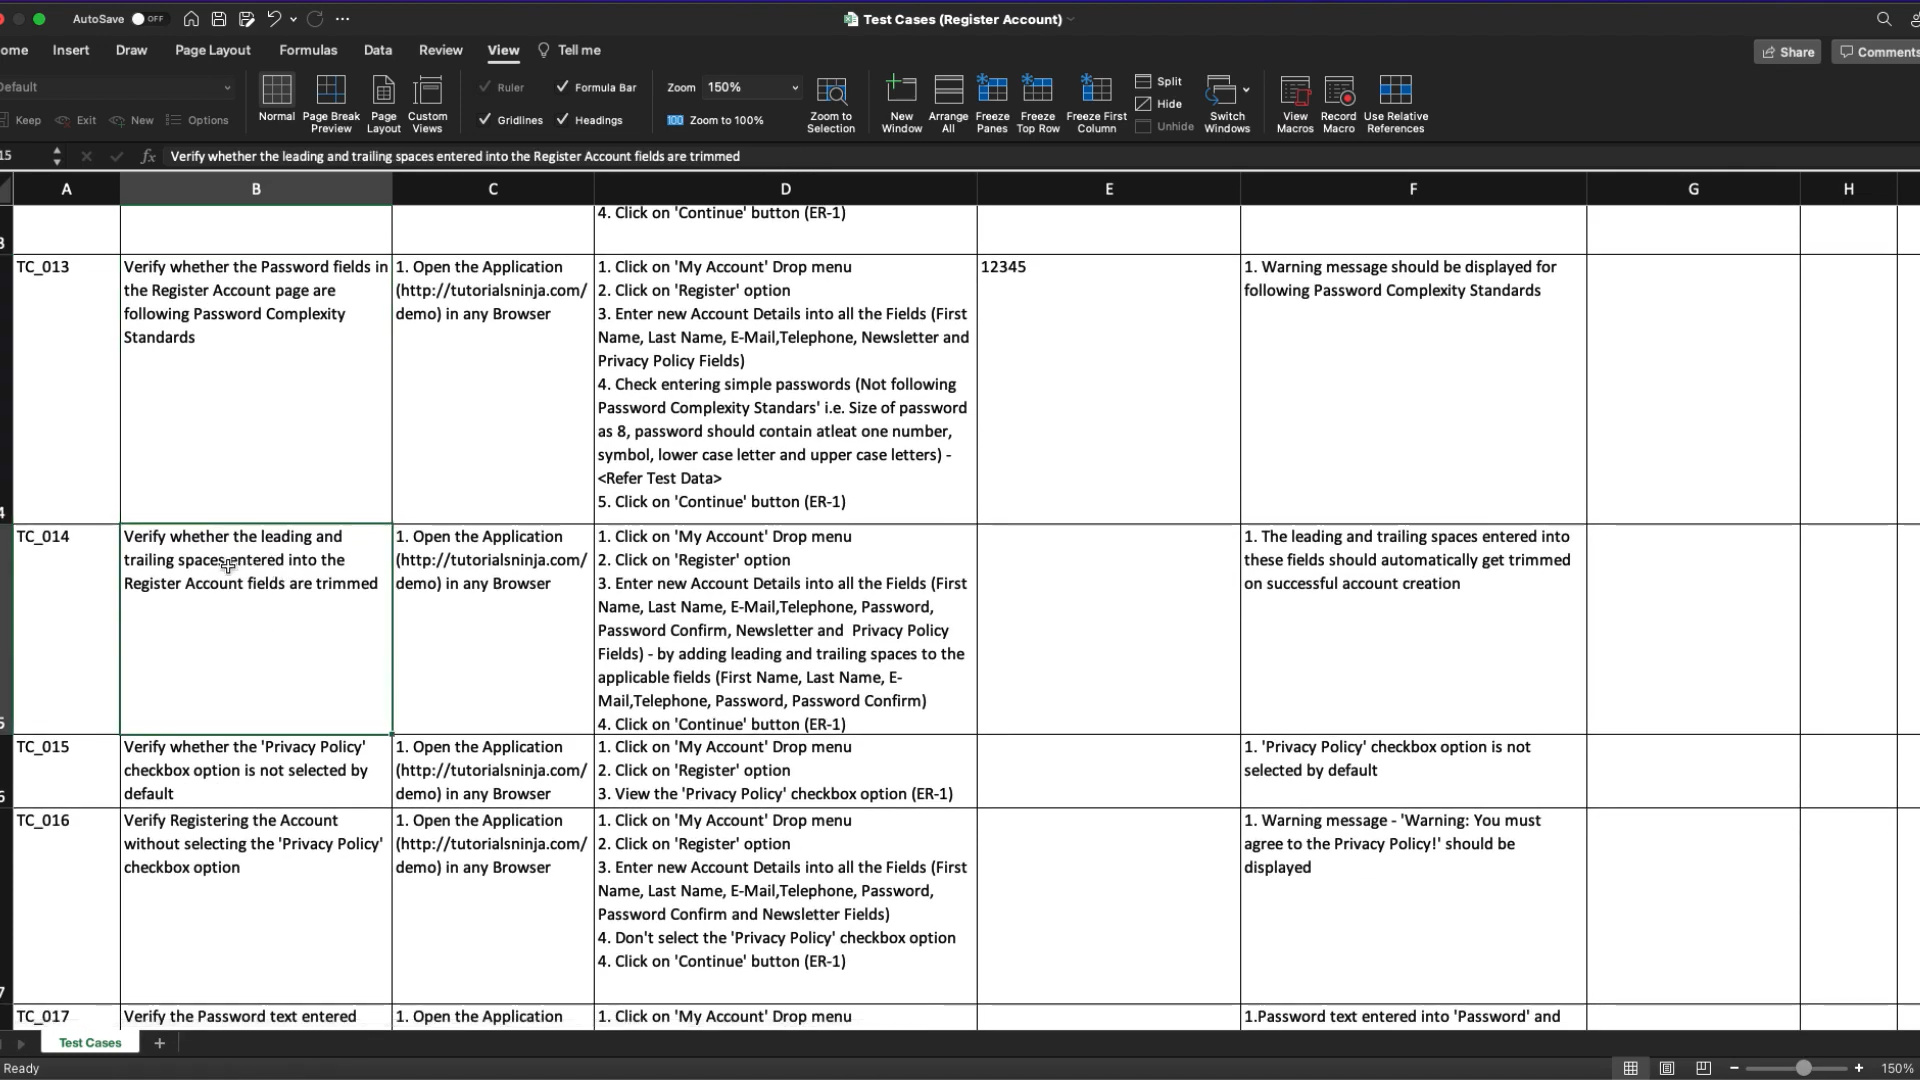 AutoSave OFF
Test Cases (Register Account)
ome Insert Draw Page Layout Formulas Data Review View Tell me
Share Comments
Default
Keep Exit New Options
Normal Page Break Preview Page Layout Custom Views
Ruler Formula Bar
Gridlines Headings
Zoom 150%
100 Zoom to 100%
Zoom to Selection
New Window Arrange All Freeze Panes Freeze Top Row Freeze First Column
Split
Hide
Unhide
Switch Windows View Macros Record Macro Use Relative References
15 fx Verify whether the leading and trailing spaces entered into the Register Account fields are trimmed
A B C D E F G H
3
4. Click on 'Continue' button (ER-1)
4
TC_013
Verify whether the Password fields in
the Register Account page are
following Password Complexity
Standards
1. Open the Application
(http://tutorialsninja.com/
demo) in any Browser
1. Click on 'My Account' Drop menu
2. Click on 'Register' option
3. Enter new Account Details into all the Fields (First
Name, Last Name, E-Mail,Telephone, Newsletter and
Privacy Policy Fields)
4. Check entering simple passwords (Not following
Password Complexity Standars' i.e. Size of password
as 8, password should contain atleat one number,
symbol, lower case letter and upper case letters) -
<Refer Test Data>
5. Click on 'Continue' button (ER-1)
12345
1. Warning message should be displayed for
following Password Complexity Standards
5
TC_014
Verify whether the leading and
trailing spaces entered into the
Register Account fields are trimmed
1. Open the Application
(http://tutorialsninja.com/
demo) in any Browser
1. Click on 'My Account' Drop menu
2. Click on 'Register' option
3. Enter new Account Details into all the Fields (First
Name, Last Name, E-Mail,Telephone, Password,
Password Confirm, Newsletter and  Privacy Policy
Fields) - by adding leading and trailing spaces to the
applicable fields (First Name, Last Name, E-
Mail,Telephone, Password, Password Confirm)
4. Click on 'Continue' button (ER-1)
1. The leading and trailing spaces entered into
these fields should automatically get trimmed
on successful account creation
6
TC_015
Verify whether the 'Privacy Policy'
checkbox option is not selected by
default
1. Open the Application
(http://tutorialsninja.com/
demo) in any Browser
1. Click on 'My Account' Drop menu
2. Click on 'Register' option
3. View the 'Privacy Policy' checkbox option (ER-1)
1. 'Privacy Policy' checkbox option is not
selected by default
7
TC_016
Verify Registering the Account
without selecting the 'Privacy Policy'
checkbox option
1. Open the Application
(http://tutorialsninja.com/
demo) in any Browser
1. Click on 'My Account' Drop menu
2. Click on 'Register' option
3. Enter new Account Details into all the Fields (First
Name, Last Name, E-Mail,Telephone, Password,
Password Confirm and Newsletter Fields)
4. Don't select the 'Privacy Policy' checkbox option
4. Click on 'Continue' button (ER-1)
1. Warning message - 'Warning: You must
agree to the Privacy Policy!' should be
displayed
TC_017
Verify the Password text entered
1. Open the Application
1. Click on 'My Account' Drop menu
1.Password text entered into 'Password' and
Test Cases
Ready
150%